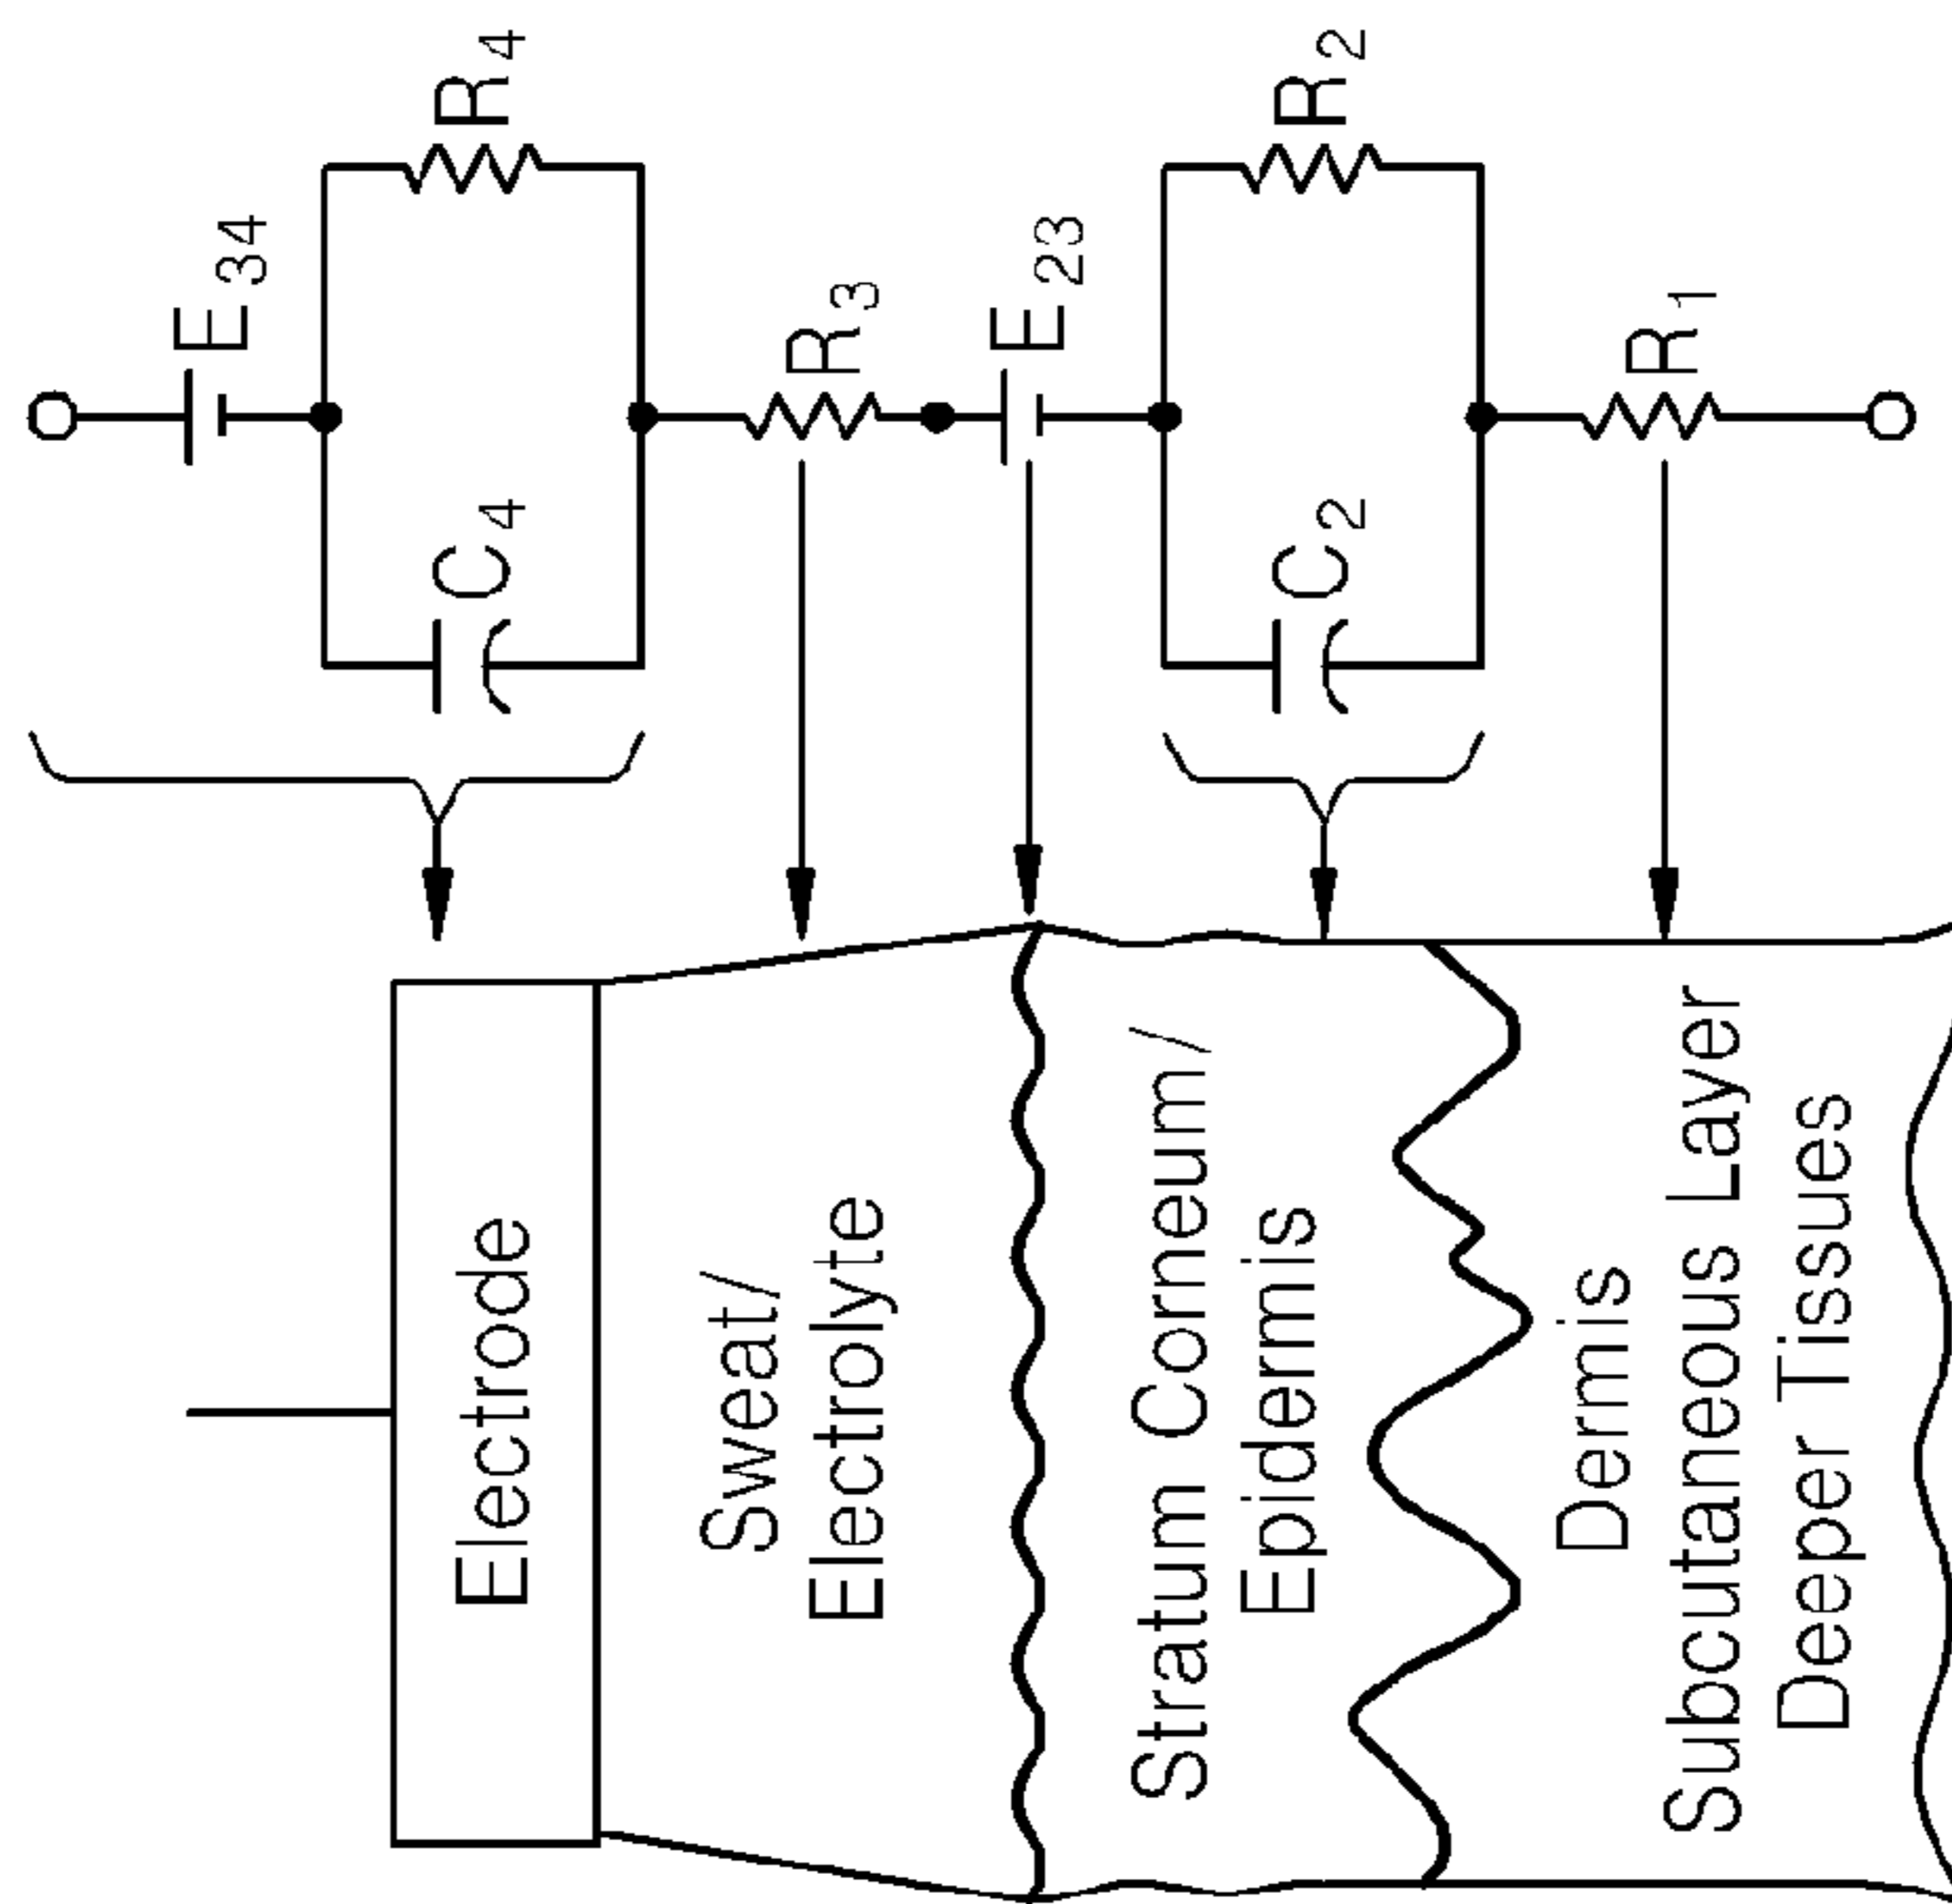 E34
R4
C4
R3
E23
R2
C2
R1
Electrode
Sweat/
Electrolyte
Stratum Corneum/
Epidermis
Dermis
Subcutaneous Layer
Deeper Tissues